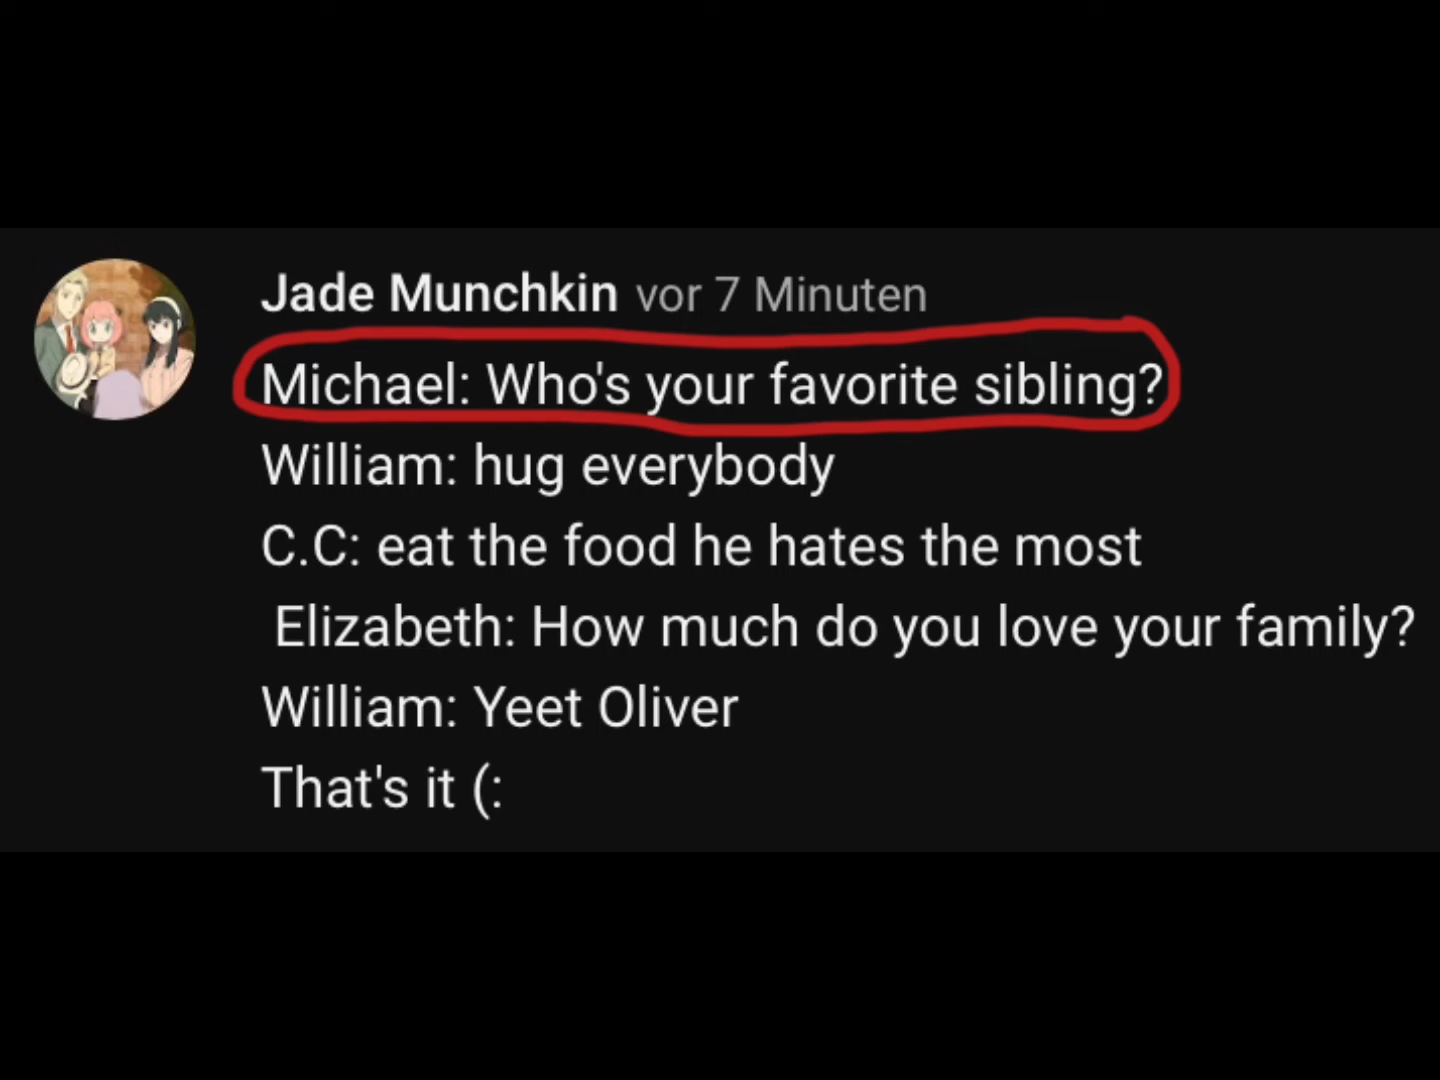 Jade Munchkin vor 7 Minuten
Michael: Who's your favorite sibling?
William: hug everybody
C.C: eat the food he hates the most
Elizabeth: How much do you love your family?
William: Yeet Oliver
That's it (: